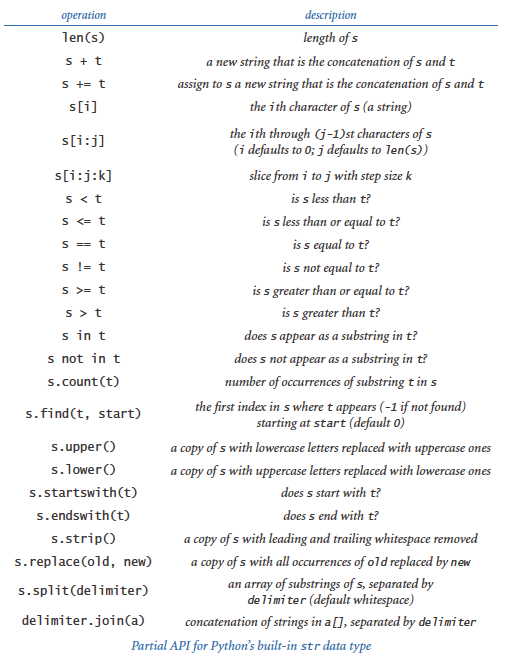 operation description
len(s) length of s
s + t a new string that is the concatenation of s and t
s += t assign to s a new string that is the concatenation of s and t
s[i] the ith character of s (a string)
s[i:j] the ith through (j-1)st characters of s
(i defaults to 0; j defaults to len(s))
s[i:j:k] slice from i to j with step size k
s < t is s less than t?
s <= t is s less than or equal to t?
s == t is s equal to t?
s != t is s not equal to t?
s >= t is s greater than or equal to t?
s > t is s greater than t?
s in t does s appear as a substring in t?
s not in t does s not appear as a substring in t?
s.count(t) number of occurrences of substring t in s
s.find(t, start) the first index in s where t appears (-1 if not found)
starting at start (default 0)
s.upper() a copy of s with lowercase letters replaced with uppercase ones
s.lower() a copy of s with uppercase letters replaced with lowercase ones
s.startswith(t) does s start with t?
s.endswith(t) does s end with t?
s.strip() a copy of s with leading and trailing whitespace removed
s.replace(old, new) a copy of s with all occurrences of old replaced by new
s.split(delimiter) an array of substrings of s, separated by
delimiter (default whitespace)
delimiter.join(a) concatenation of strings in a[], separated by delimiter
Partial API for Python's built-in str data type